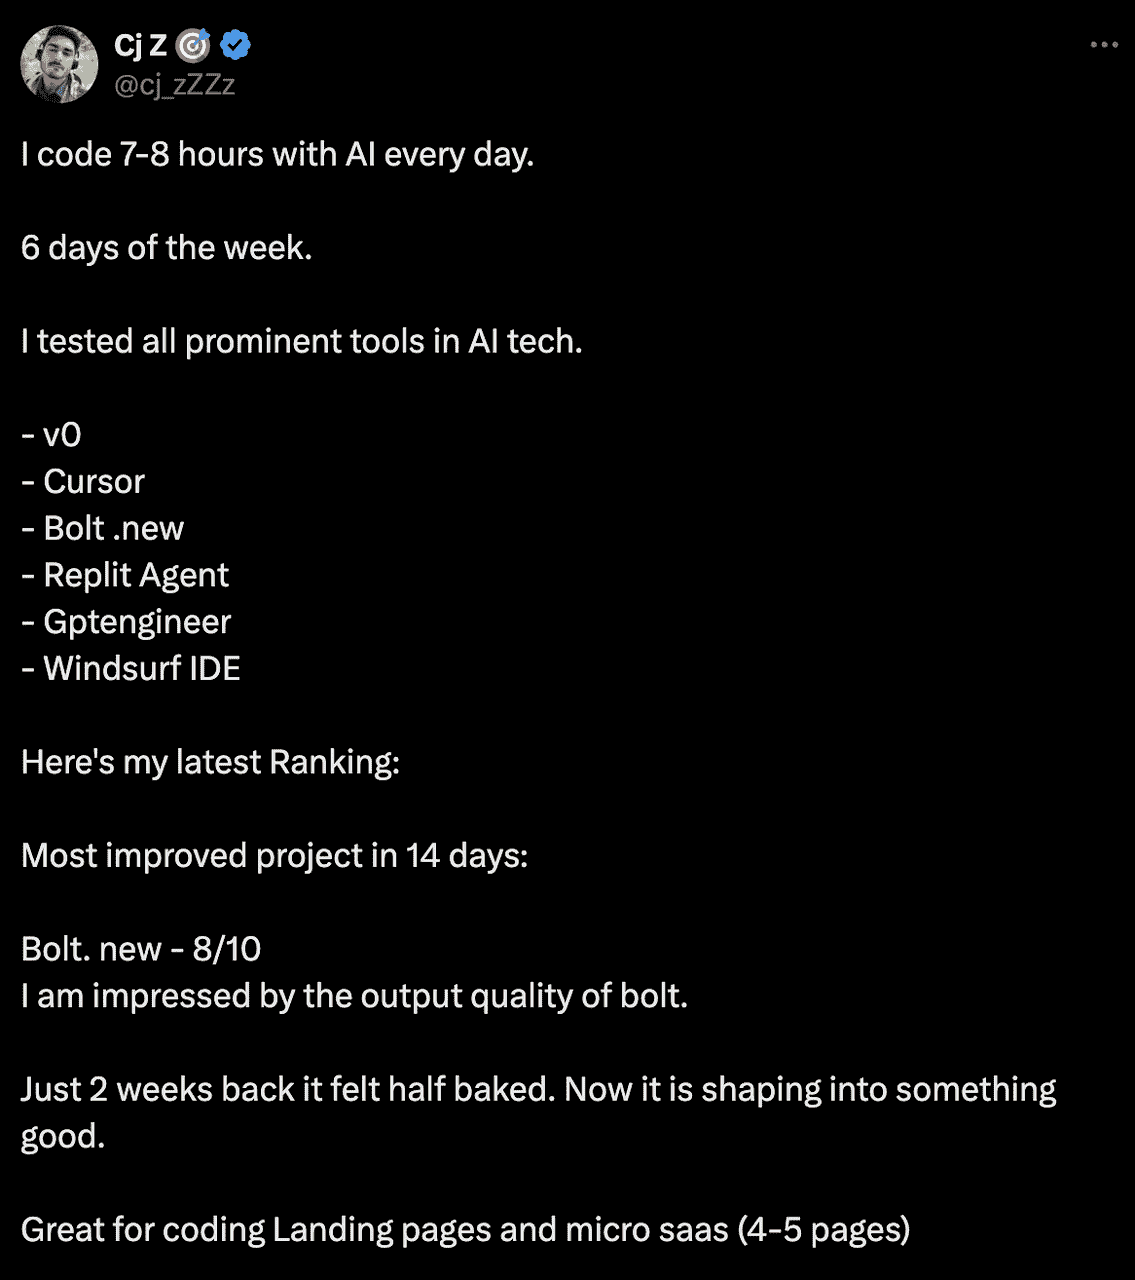 Cj Z
@cj_zZZz
I code 7-8 hours with AI every day.
6 days of the week.
I tested all prominent tools in AI tech.
- v0
- Cursor
- Bolt .new
- Replit Agent
- Gptengineer
- Windsurf IDE
Here's my latest Ranking:
Most improved project in 14 days:
Bolt. new - 8/10
I am impressed by the output quality of bolt.
Just 2 weeks back it felt half baked. Now it is shaping into something
good.
Great for coding Landing pages and micro saas (4-5 pages)